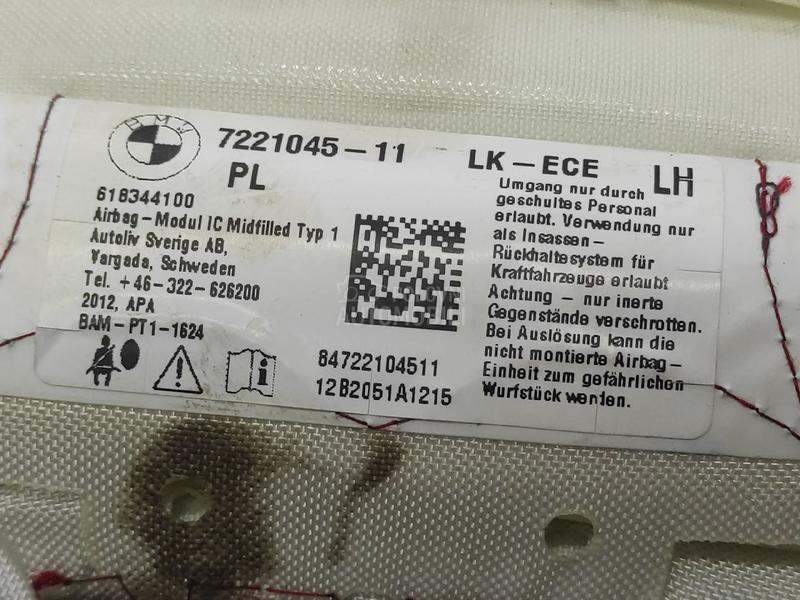 BMW
7221045-11
PL
LK-ECE
LH
618344100
Airbag-Modul IC Midfilled Typ 1
Autoliv Sverige AB,
Vargada, Schweden
Tel. +46-322-626200
2012, APA
BAM-PT1-1624
84722104511
12B2051A1215
Umgang nur durch
geschultes Personal
erlaubt. Verwendung nur
als Insassen-
Rückhaltesystem für
Kraftfahrzeuge erlaubt
Achtung - nur inerte
Gegenstände verschrotten.
Bei Auslösung kann die
nicht montierte Airbag-
Einheit zum gefährlichen
Wurfstück werden.